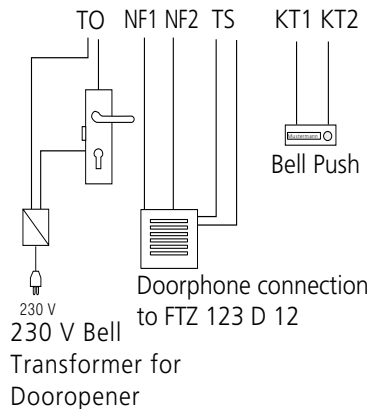 TO NF1 NF2 TS KT1 KT2
Mustermann
Bell Push
Doorphone connection
to FTZ 123 D 12
230 V
230 V Bell
Transformer for
Dooropener